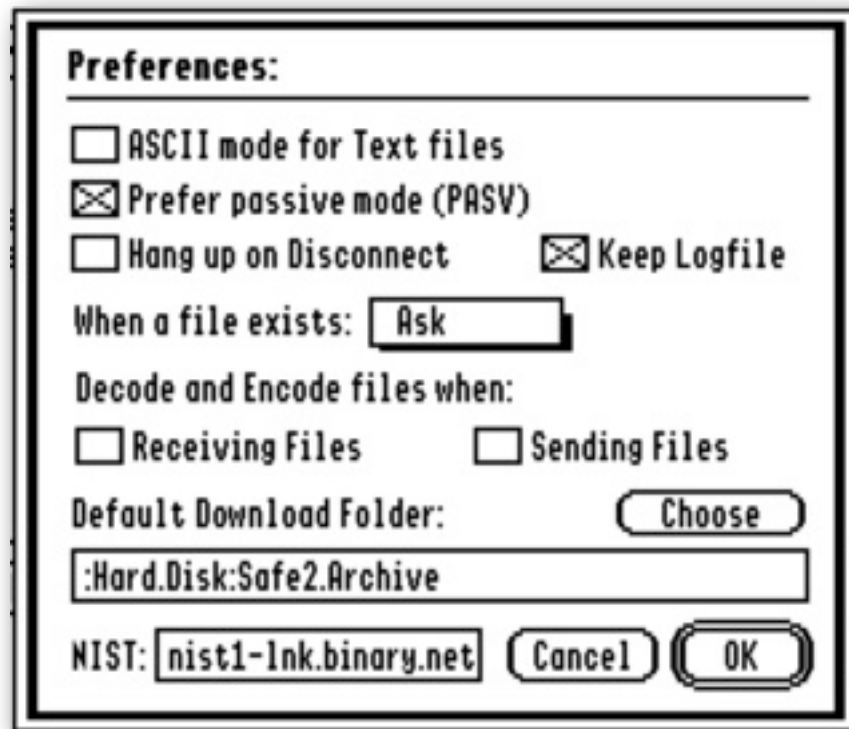 Preferences:
ASCII mode for Text files
Prefer passive mode (PASV)
Hang up on Disconnect Keep Logfile
When a file exists: Ask
Decode and Encode files when:
Receiving Files Sending Files
Default Download Folder: Choose
:Hard.Disk:Safe2.Archive
NIST: nist1-lnk.binary.net Cancel OK